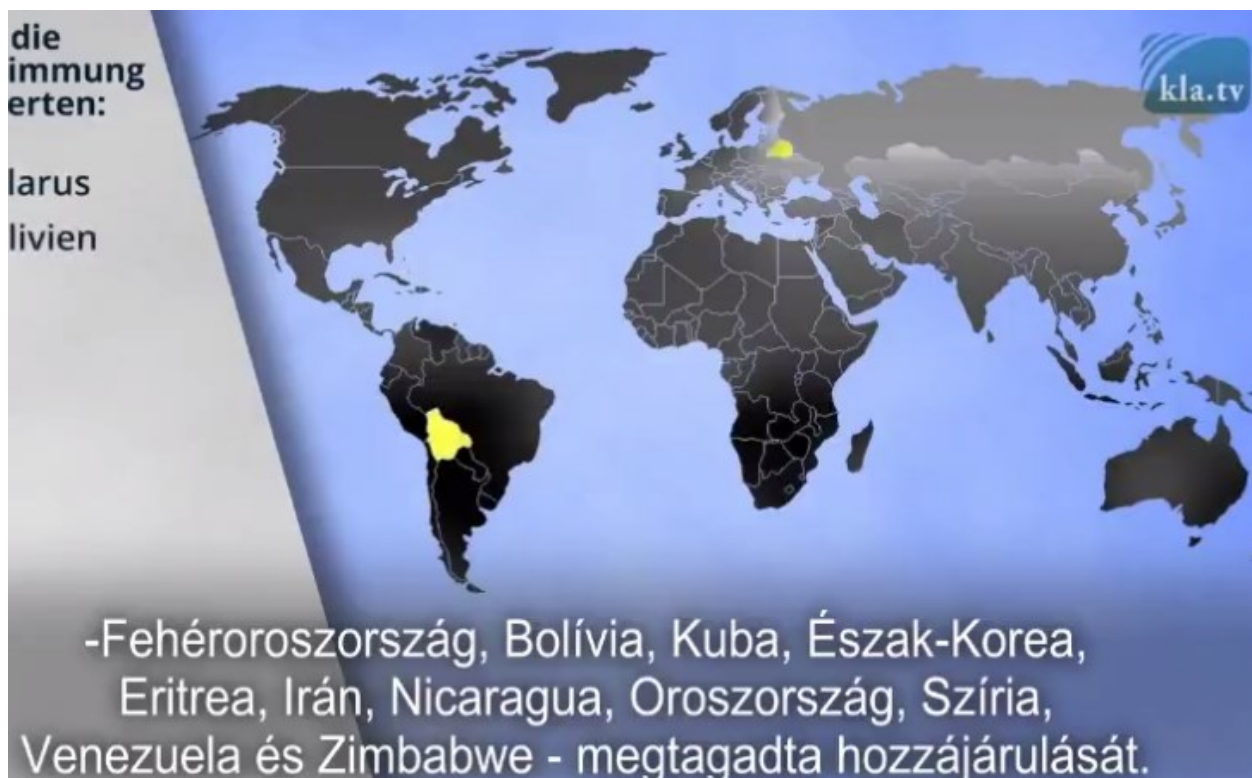 die
immung
erten:
larus
livien
kla.tv
-Fehéroroszország, Bolívia, Kuba, Észak-Korea,
Eritrea, Irán, Nicaragua, Oroszország, Szíria,
Venezuela és Zimbabwe - megtagadta hozzájárulását.